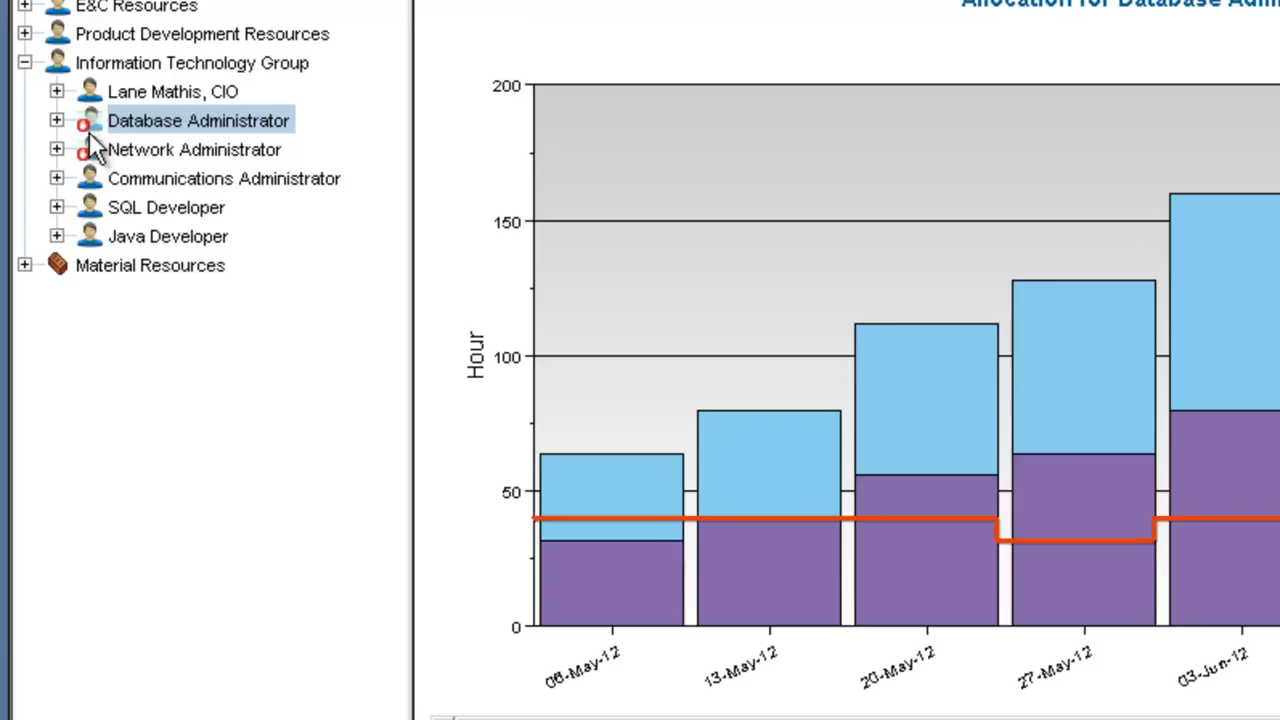 E&C Resources
Product Development Resources
Information Technology Group
Lane Mathis, CIO
Database Administrator
Network Administrator
Communications Administrator
SQL Developer
Java Developer
Material Resources
Allocation for Database Admi
200
150
100
50
0
Hour
06-May-12
13-May-12
20-May-12
27-May-12
03-Jun-12